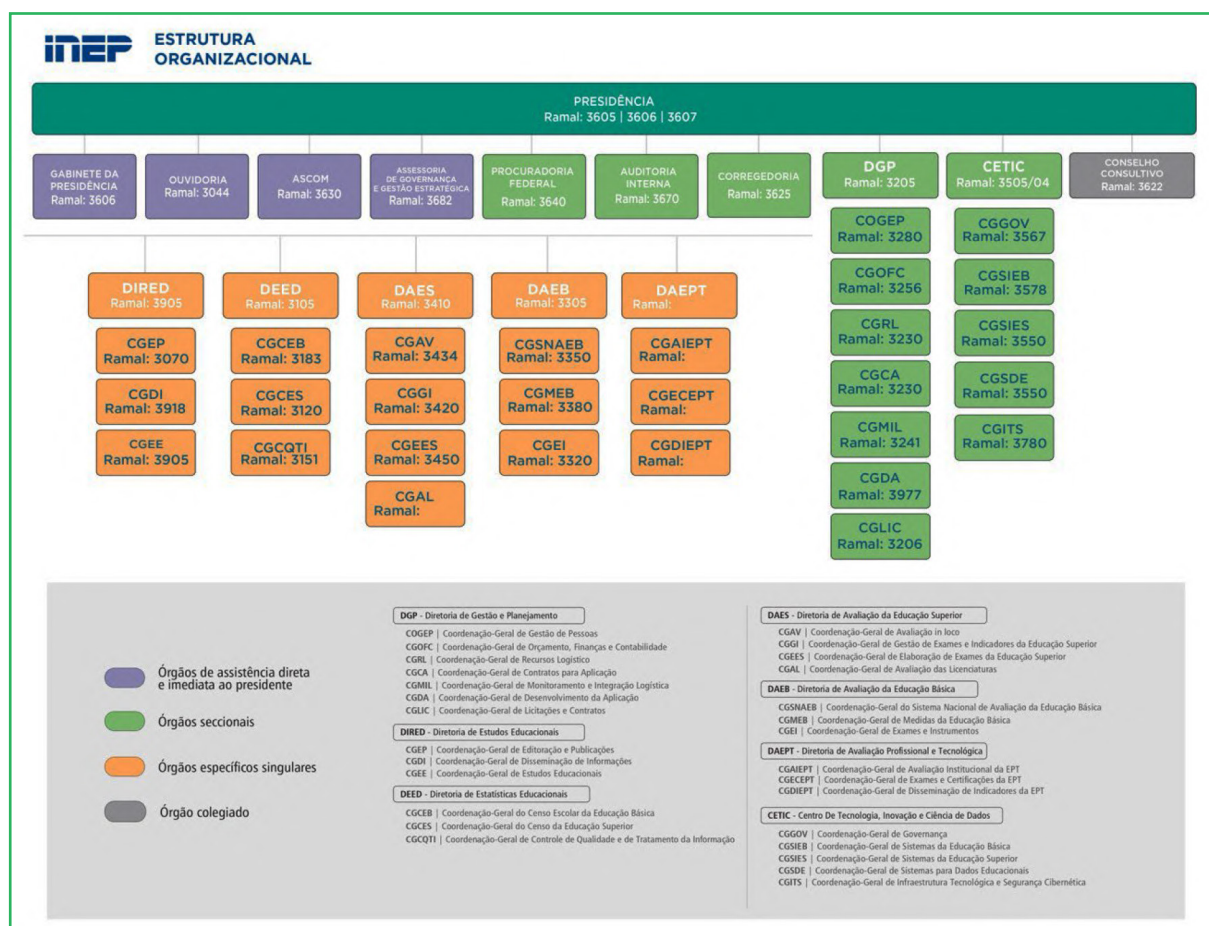 inep
ESTRUTURA
ORGANIZACIONAL
PRESIDÊNCIA
Ramal: 3605 | 3606 | 3607
GABINETE DA
PRESIDÊNCIA
Ramal: 3606
OUVIDORIA
Ramal: 3044
ASCOM
Ramal: 3630
ASSESSORIA
DE GOVERNANÇA
E GESTÃO ESTRATÉGICA
Ramal: 3682
PROCURADORIA
FEDERAL
Ramal: 3640
AUDITORIA
INTERNA
Ramal: 3670
CORREGEDORIA
Ramal: 3625
DGP
Ramal: 3205
CETIC
Ramal: 3505/04
CONSELHO
CONSULTIVO
Ramal: 3622
COGEP
Ramal: 3280
CGOFC
Ramal: 3256
CGRL
Ramal: 3230
CGCA
Ramal: 3230
CGMIL
Ramal: 3241
CGDA
Ramal: 3977
CGLIC
Ramal: 3206
CGGOV
Ramal: 3567
CGSIEB
Ramal: 3578
CGSIES
Ramal: 3550
CGSDE
Ramal: 3550
CGITS
Ramal: 3780
DIRED
Ramal: 3905
CGEP
Ramal: 3070
CGDI
Ramal: 3918
CGEE
Ramal: 3905
DEED
Ramal: 3105
CGCEB
Ramal: 3183
CGCES
Ramal: 3120
CGCQTI
Ramal: 3151
DAES
Ramal: 3410
CGAV
Ramal: 3434
CGGI
Ramal: 3420
CGEES
Ramal: 3450
CGAL
Ramal:
DAEB
Ramal: 3305
CGSNAEB
Ramal: 3350
CGMEB
Ramal: 3380
CGEI
Ramal: 3320
DAEPT
Ramal:
CGAIEPT
Ramal:
CGECEPT
Ramal:
CGDIEPT
Ramal:
Órgãos de assistência direta
e imediata ao presidente
Órgãos seccionais
Órgãos específicos singulares
Órgão colegiado
DGP - Diretoria de Gestão e Planejamento
COGEP | Coordenação-Geral de Gestão de Pessoas
CGOFC | Coordenação-Geral de Orçamento, Finanças e Contabilidade
CGRL | Coordenação-Geral de Recursos Logístico
CGCA | Coordenação-Geral de Contratos para Aplicação
CGMIL | Coordenação-Geral de Monitoramento e Integração Logística
CGDA | Coordenação-Geral de Desenvolvimento da Aplicação
CGLIC | Coordenação-Geral de Licitações e Contratos
DIRED - Diretoria de Estudos Educacionais
CGEP | Coordenação-Geral de Editoração e Publicações
CGDI | Coordenação-Geral de Disseminação de Informações
CGEE | Coordenação-Geral de Estudos Educacionais
DEED - Diretoria de Estatísticas Educacionais
CGCEB | Coordenação-Geral do Censo Escolar da Educação Básica
CGCES | Coordenação-Geral do Censo da Educação Superior
CGCQTI | Coordenação-Geral de Controle de Qualidade e de Tratamento da Informação
DAES - Diretoria de Avaliação da Educação Superior
CGAV | Coordenação-Geral de Avaliação in loco
CGGI | Coordenação-Geral de Gestão de Exames e Indicadores da Educação Superior
CGEES | Coordenação-Geral de Elaboração de Exames da Educação Superior
CGAL | Coordenação-Geral de Avaliação das Licenciaturas
DAEB - Diretoria de Avaliação da Educação Básica
CGSNAEB | Coordenação-Geral do Sistema Nacional de Avaliação da Educação Básica
CGMEB | Coordenação-Geral de Medidas da Educação Básica
CGEI | Coordenação-Geral de Exames e Instrumentos
DAEPT - Diretoria de Avaliação Profissional e Tecnológica
CGAIEPT | Coordenação-Geral de Avaliação Institucional da EPT
CGECEPT | Coordenação-Geral de Exames e Certificações da EPT
CGDIEPT | Coordenação-Geral de Disseminação de Indicadores da EPT
CETIC - Centro De Tecnologia, Inovação e Ciência de Dados
CGGOV | Coordenação-Geral de Governança
CGSIEB | Coordenação-Geral de Sistemas da Educação Básica
CGSIES | Coordenação-Geral de Sistemas da Educação Superior
CGSDE | Coordenação-Geral de Sistemas para Dados Educacionais
CGITS | Coordenação-Geral de Infraestrutura Tecnológica e Segurança Cibernética